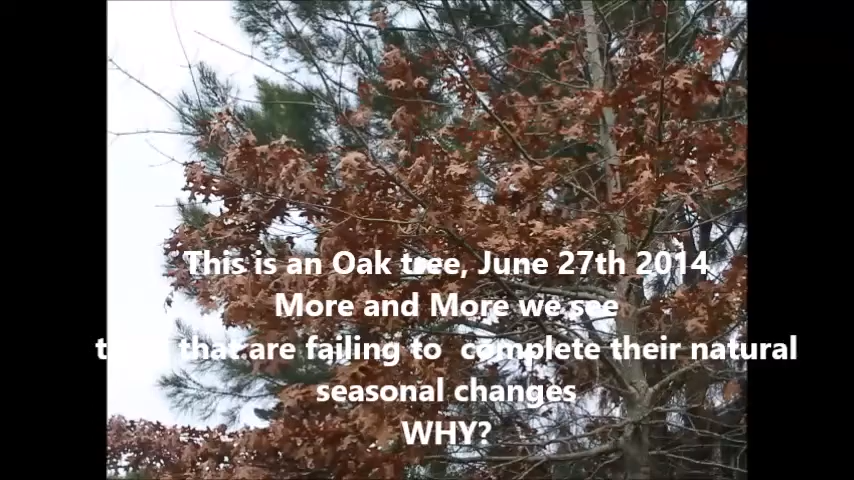 This is an Oak tree, June 27th 2014
More and More we see
that are failing to complete their natural
seasonal changes
WHY?